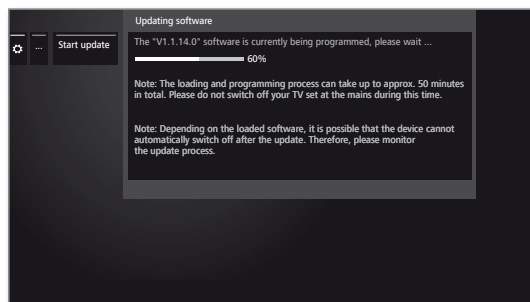 Updating software
... Start update
The "V1.1.14.0" software is currently being programmed, please wait ...
60%
Note: The loading and programming process can take up to approx. 50 minutes
in total. Please do not switch off your TV set at the mains during this time.
Note: Depending on the loaded software, it is possible that the device cannot
automatically switch off after the update. Therefore, please monitor
the update process.